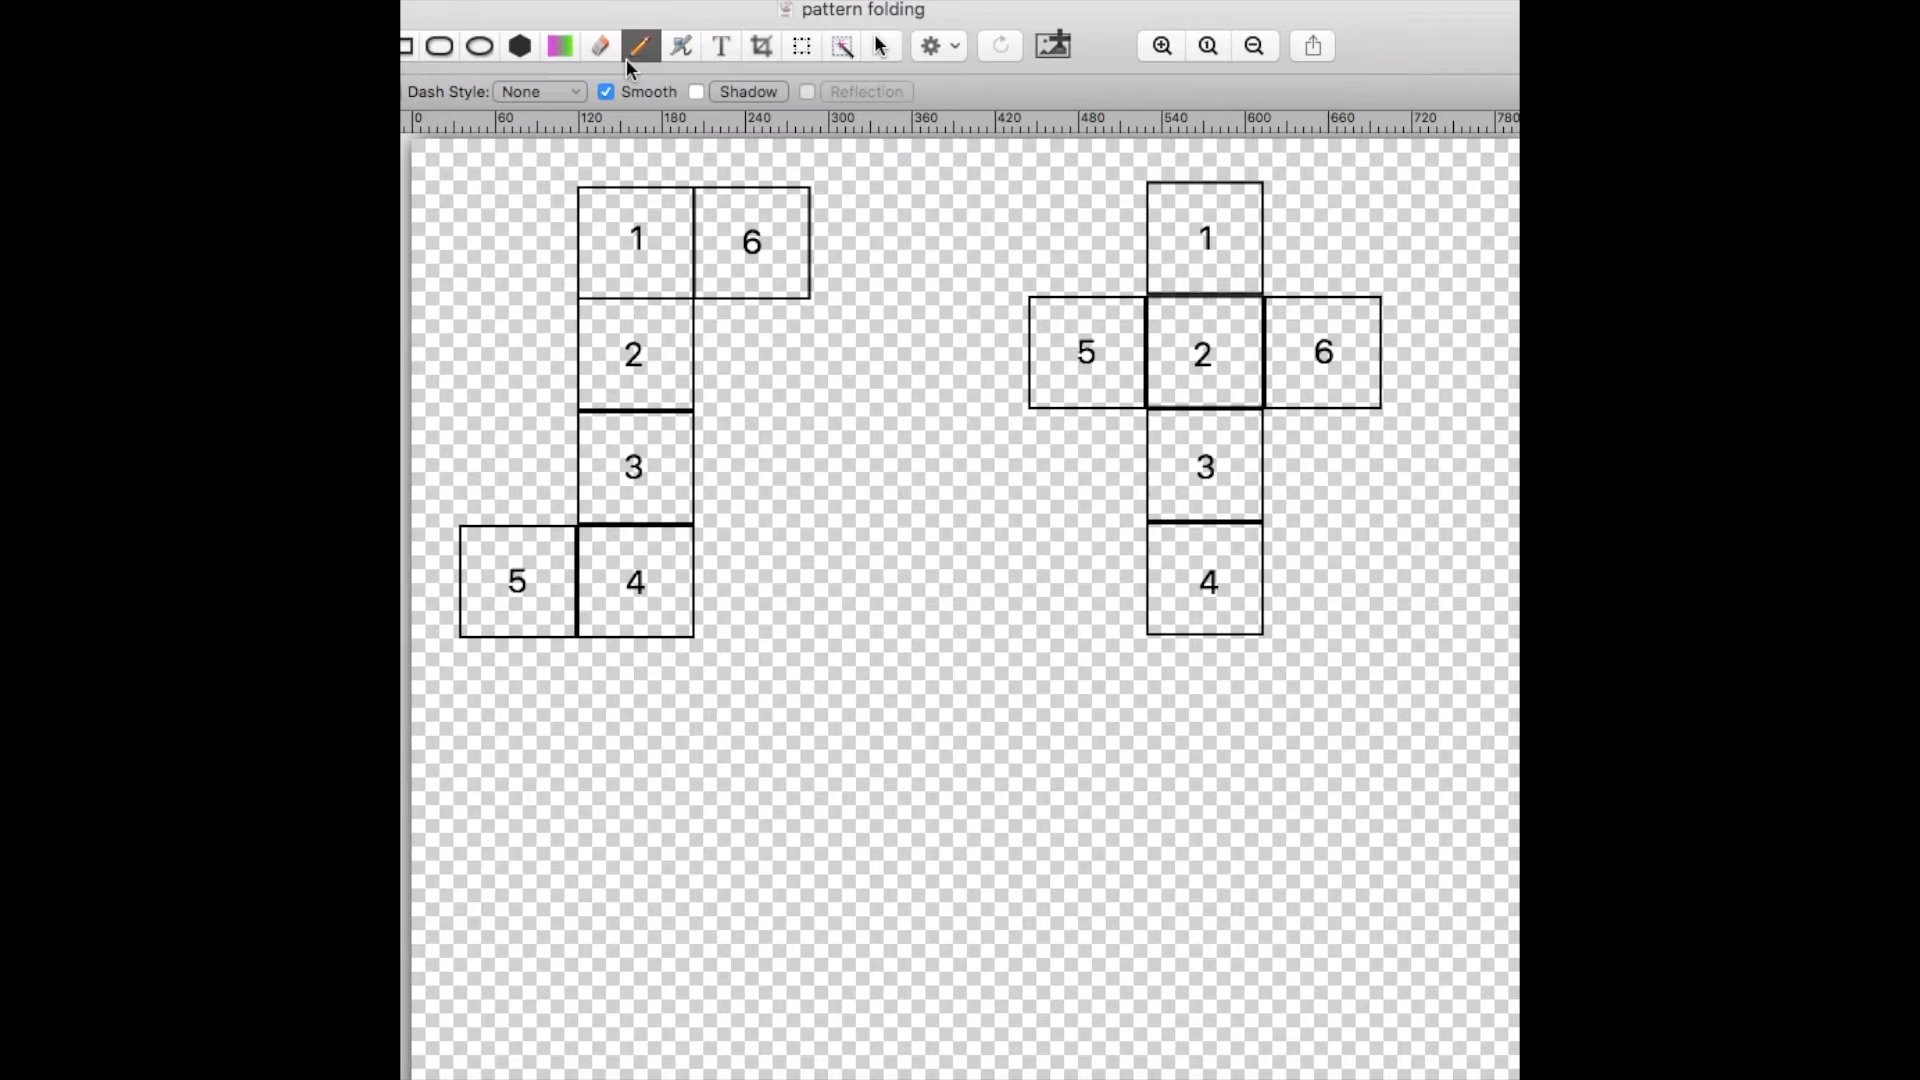 pattern folding
T
Dash Style: None Smooth Shadow Reflection
0 60 120 180 240 300 360 420 480 540 600 660 720 780
1 6
2
3
5 4
1
5 2 6
3
4